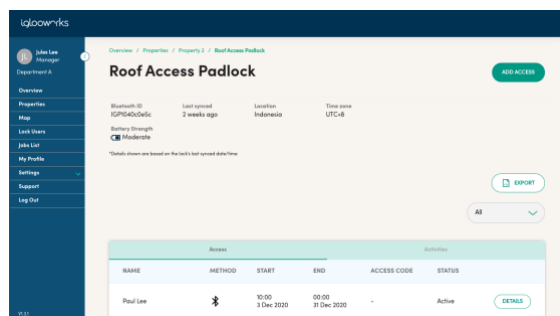 iglooworks
JL
Jules Lee
Manager
Department A
Overview
Properties
Map
Lock Users
Jobs List
My Profile
Settings
Support
Log Out
V1.3.1
Overview / Properties / Property 2 / Roof Access Padlock
Roof Access Padlock
ADD ACCESS
Bluetooth ID
IGP1040c0e5c
Last synced
2 weeks ago
Location
Indonesia
Time zone
UTC+8
Battery Strength
Moderate
*Details shown are based on the lock's last synced date/time
EXPORT
All
Access
Activities
NAME METHOD START END ACCESS CODE STATUS
Paul Lee 10:00 00:00 - Active DETAILS
3 Dec 2020 31 Dec 2020